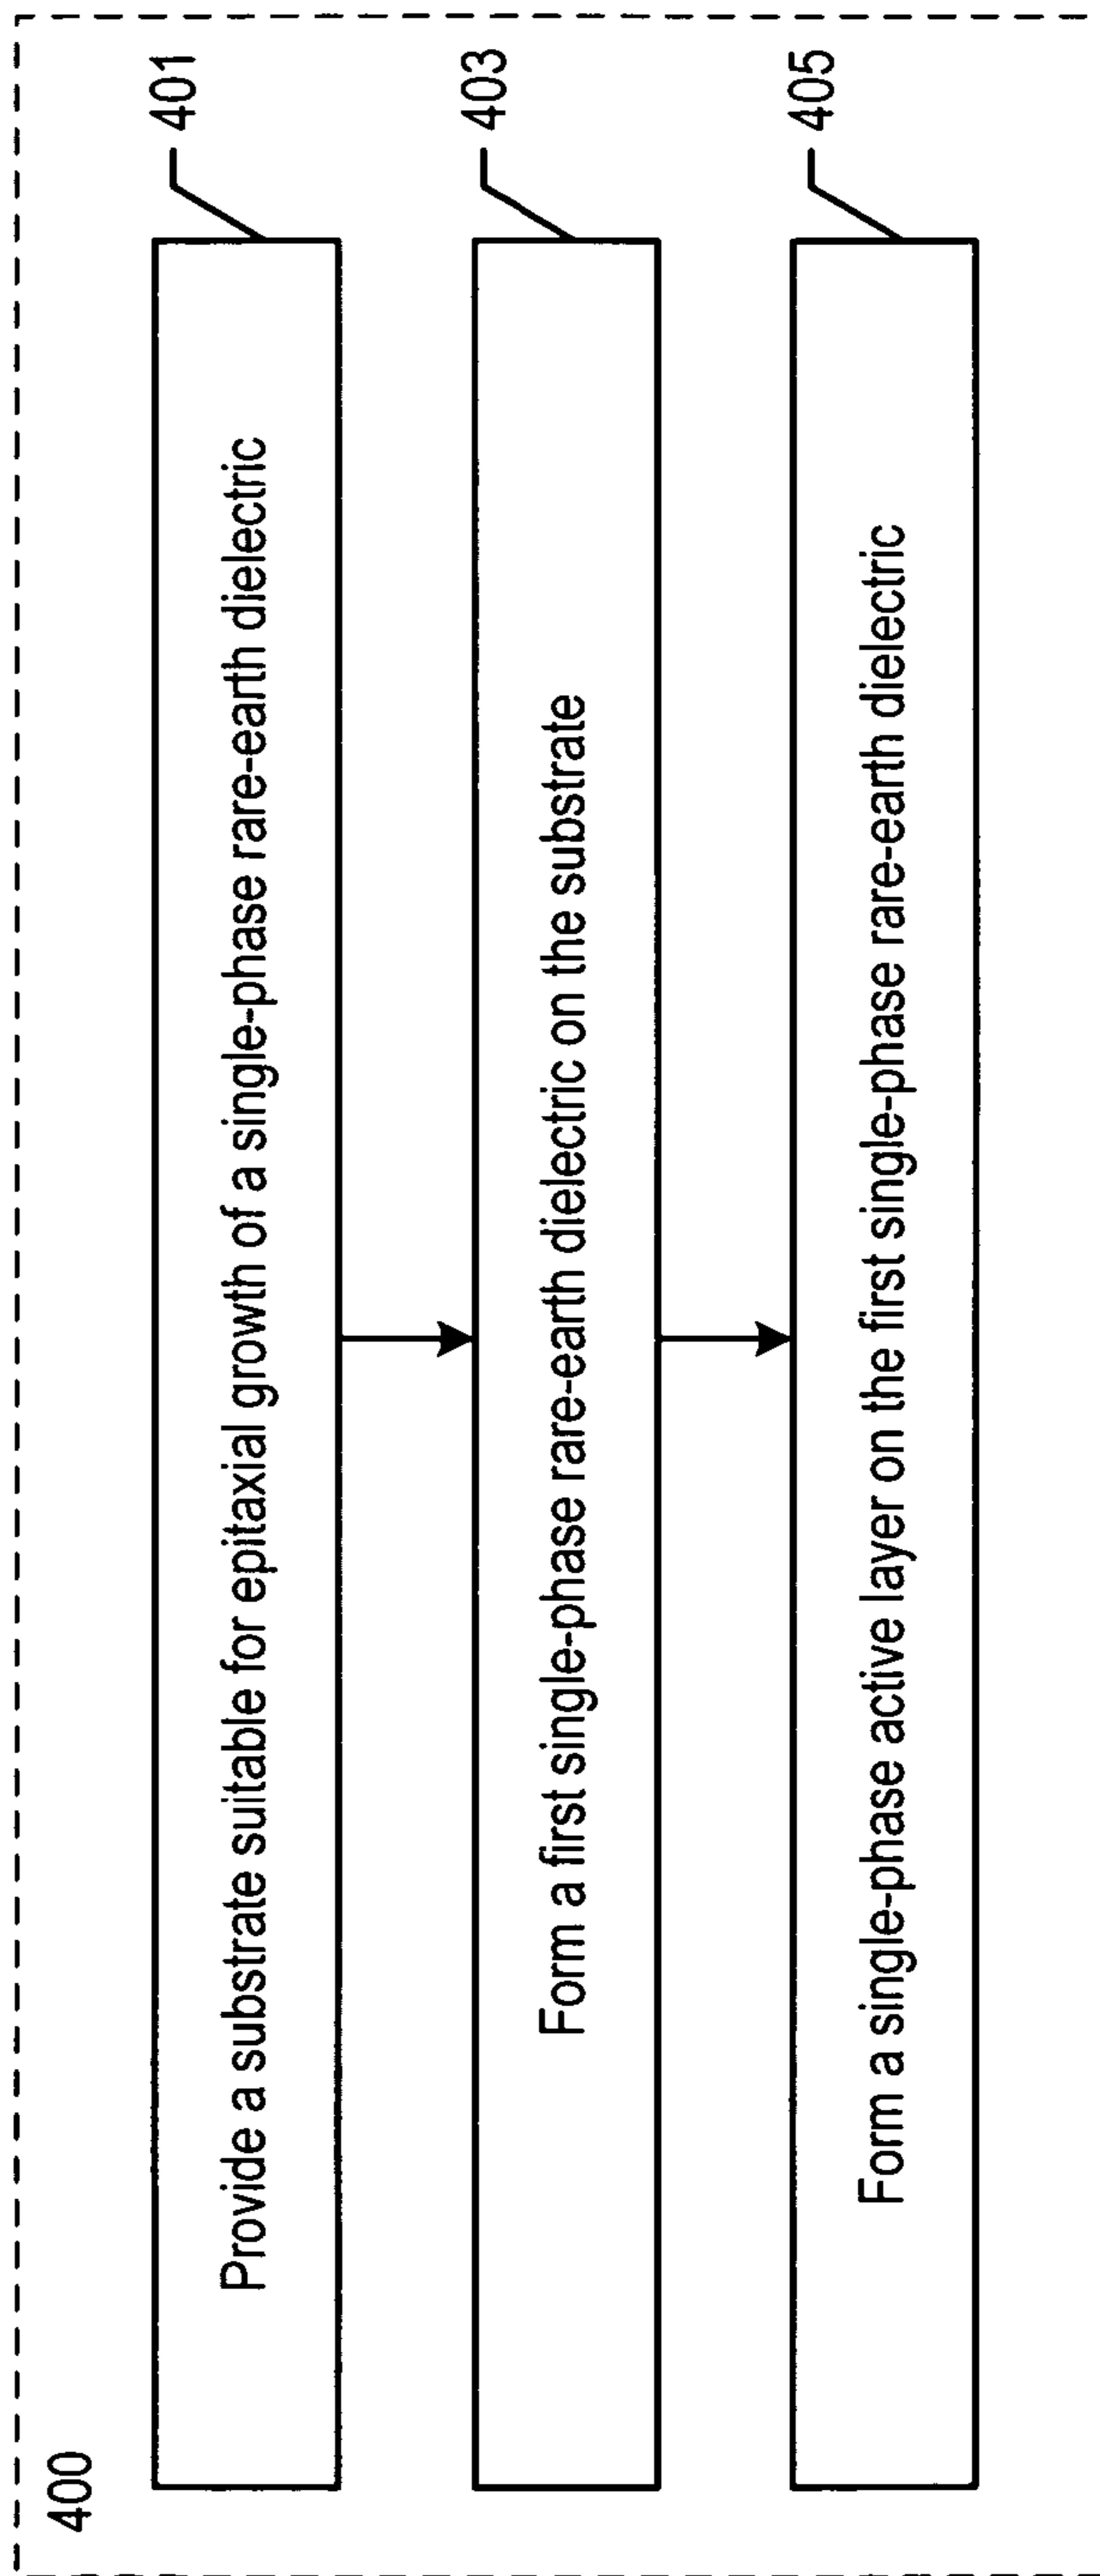 400
401
Provide a substrate suitable for epitaxial growth of a single-phase rare-earth dielectric
403
Form a first single-phase rare-earth dielectric on the substrate
405
Form a single-phase active layer on the first single-phase rare-earth dielectric